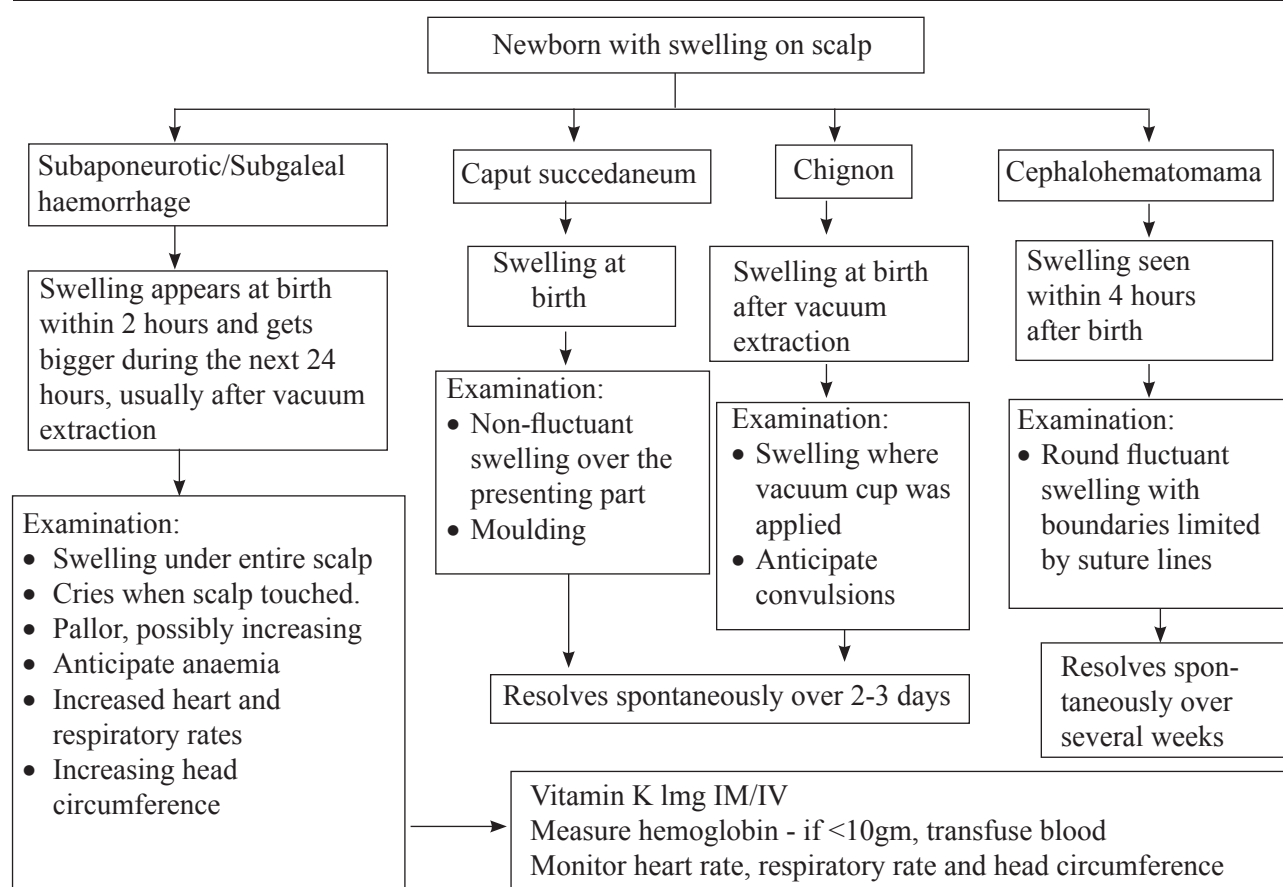 Newborn with swelling on scalp
Subaponeurotic/Subgaleal
haemorrhage
Swelling appears at birth
within 2 hours and gets
bigger during the next 24
hours, usually after vacuum
extraction
Examination:
• Swelling under entire scalp
• Cries when scalp touched.
• Pallor, possibly increasing
• Anticipate anaemia
• Increased heart and
respiratory rates
• Increasing head
circumference
Caput succedaneum
Swelling at
birth
Examination:
• Non-fluctuant
swelling over the
presenting part
• Moulding
Chignon
Swelling at birth
after vacuum
extraction
Examination:
• Swelling where
vacuum cup was
applied
• Anticipate
convulsions
Resolves spontaneously over 2-3 days
Cephalohematomama
Swelling seen
within 4 hours
after birth
Examination:
• Round fluctuant
swelling with
boundaries limited
by suture lines
Resolves spon-
taneously over
several weeks
Vitamin K lmg IM/IV
Measure hemoglobin - if <10gm, transfuse blood
Monitor heart rate, respiratory rate and head circumference